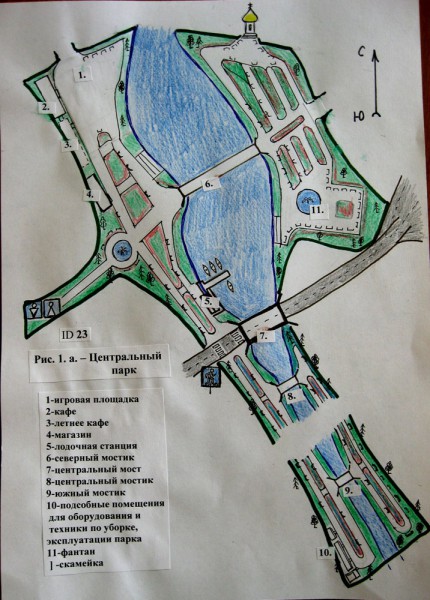 1.
С
2.
Ю
3.
4.
6.
11.
5.
ID 23
7.
Рис. 1. а. – Центральный
парк
8.
1-игровая площадка
2-кафе
3-летнее кафе
4-магазин
5-лодочная станция
6-северный мостик
7-центральный мост
8-центральный мостик
9-южный мостик
10-подсобные помещения
для оборудования и
техники по уборке,
эксплуатации парка
11-фантан
] -скамейка
9.
10.